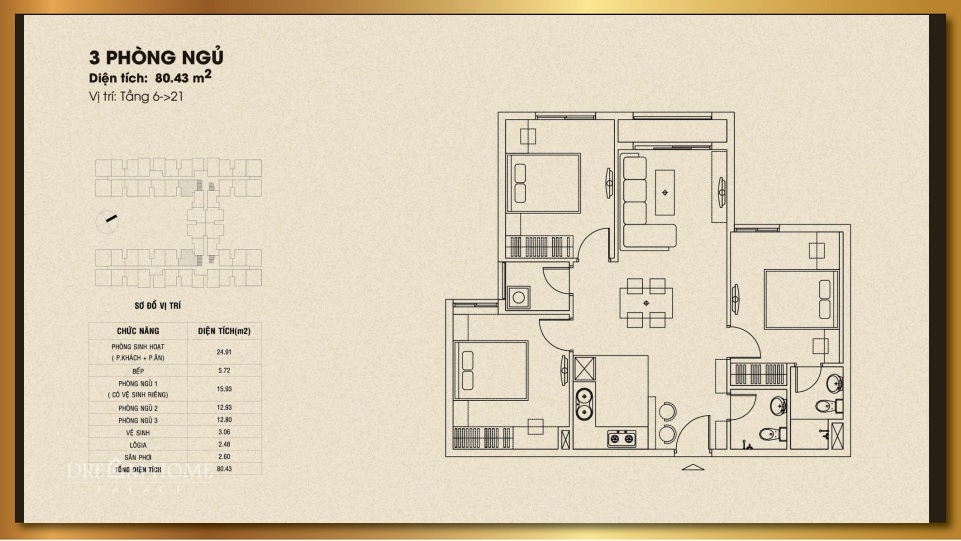 3 PHÒNG NGỦ
Diện tích: 80.43 m2
Vị trí: Tầng 6->21
SƠ ĐỒ VỊ TRÍ
CHỨC NĂNG DIỆN TÍCH(m2)
PHÒNG SINH HOẠT
( P.KHÁCH + P.ĂN) 24.91
BẾP 5.72
PHÒNG NGỦ 1
( CÓ VỆ SINH RIÊNG) 15.93
PHÒNG NGỦ 2 12.93
PHÒNG NGỦ 3 12.80
VỆ SINH 3.06
LÔGIA 2.48
SÂN PHƠI 2.60
TỔNG DIỆN TÍCH 80.43
DREAM HOME
PALACE